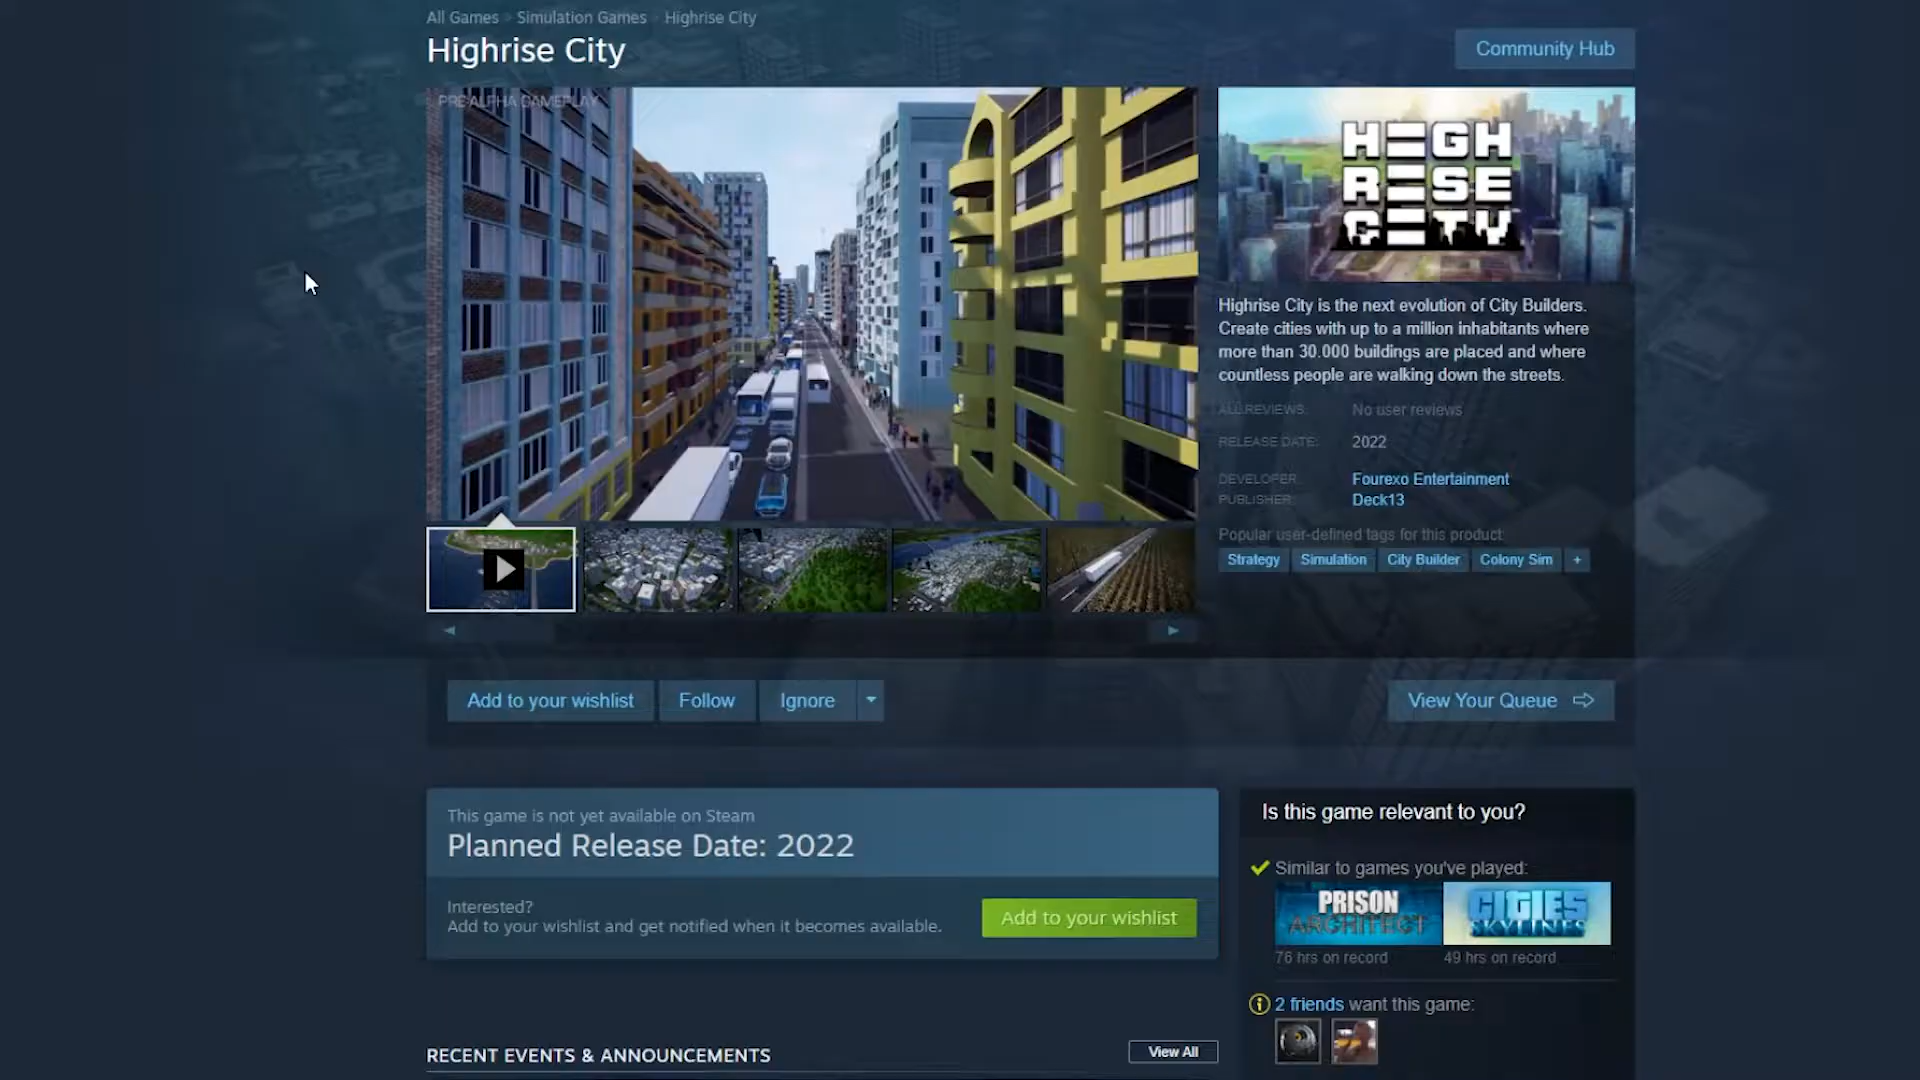 All Games > Simulation Games > Highrise City
Highrise City
Community Hub
PRE-ALPHA GAMEPLAY
HIGH
RISE
CITY
Highrise City is the next evolution of City Builders.
Create cities with up to a million inhabitants where
more than 30.000 buildings are placed and where
countless people are walking down the streets.
ALL REVIEWS: No user reviews
RELEASE DATE: 2022
DEVELOPER: Fourexo Entertainment
PUBLISHER: Deck13
Popular user-defined tags for this product:
Strategy Simulation City Builder Colony Sim +
Add to your wishlist Follow Ignore
View Your Queue
This game is not yet available on Steam
Planned Release Date: 2022
Interested?
Add to your wishlist and get notified when it becomes available.
Add to your wishlist
Is this game relevant to you?
Similar to games you've played:
PRISON
ARCHITECT
CITIES
SKYLINES
76 hrs on record 49 hrs on record
2 friends want this game:
RECENT EVENTS & ANNOUNCEMENTS
View All